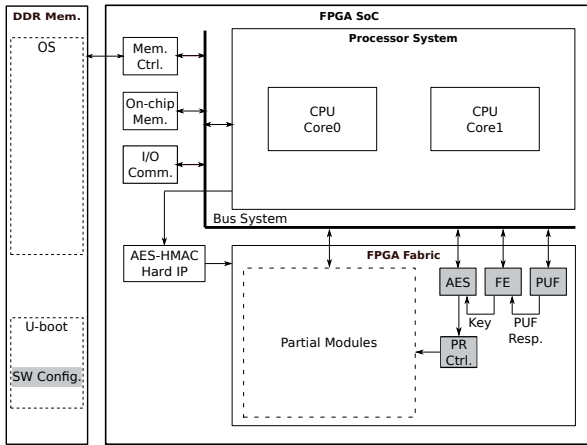 DDR Mem.
OS
U-boot
SW Config.
FPGA SoC
Mem.
Ctrl.
On-chip
Mem.
I/O
Comm.
Processor System
CPU
Core0
CPU
Core1
Bus System
AES-HMAC
Hard IP
FPGA Fabric
Partial Modules
AES
FE
PUF
Key
PUF
Resp.
PR
Ctrl.